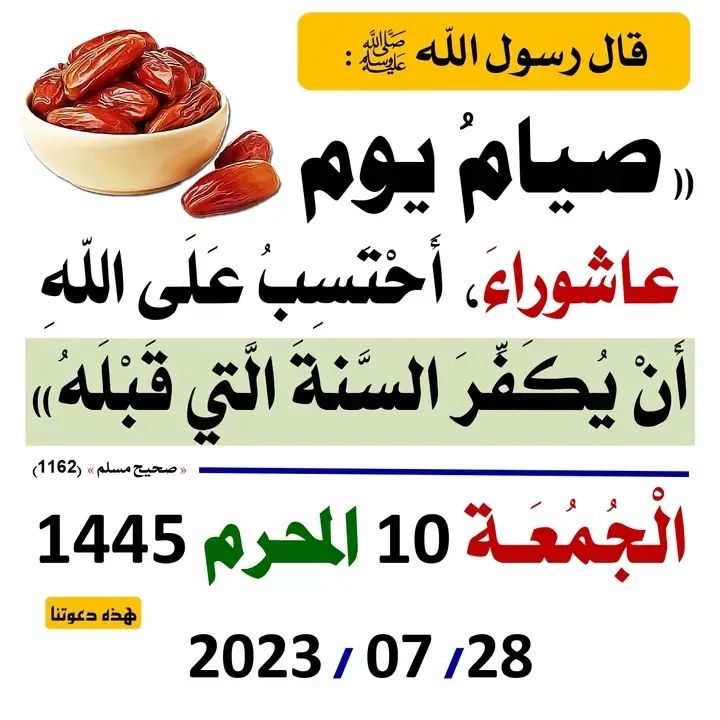 قال رسول الله ﷺ :
(( صيامُ يوم
عاشوراءَ، أَحْتَسِبُ عَلَى اللّهِ
أَنْ يُكَفِّرَ السَّنةَ الَّتي قَبْلَهُ ))
« صحيح مسلم » (1162)
الْجُمُعَـة 10 المحرم 1445
هذه دعوتنا
28/ 07 / 2023